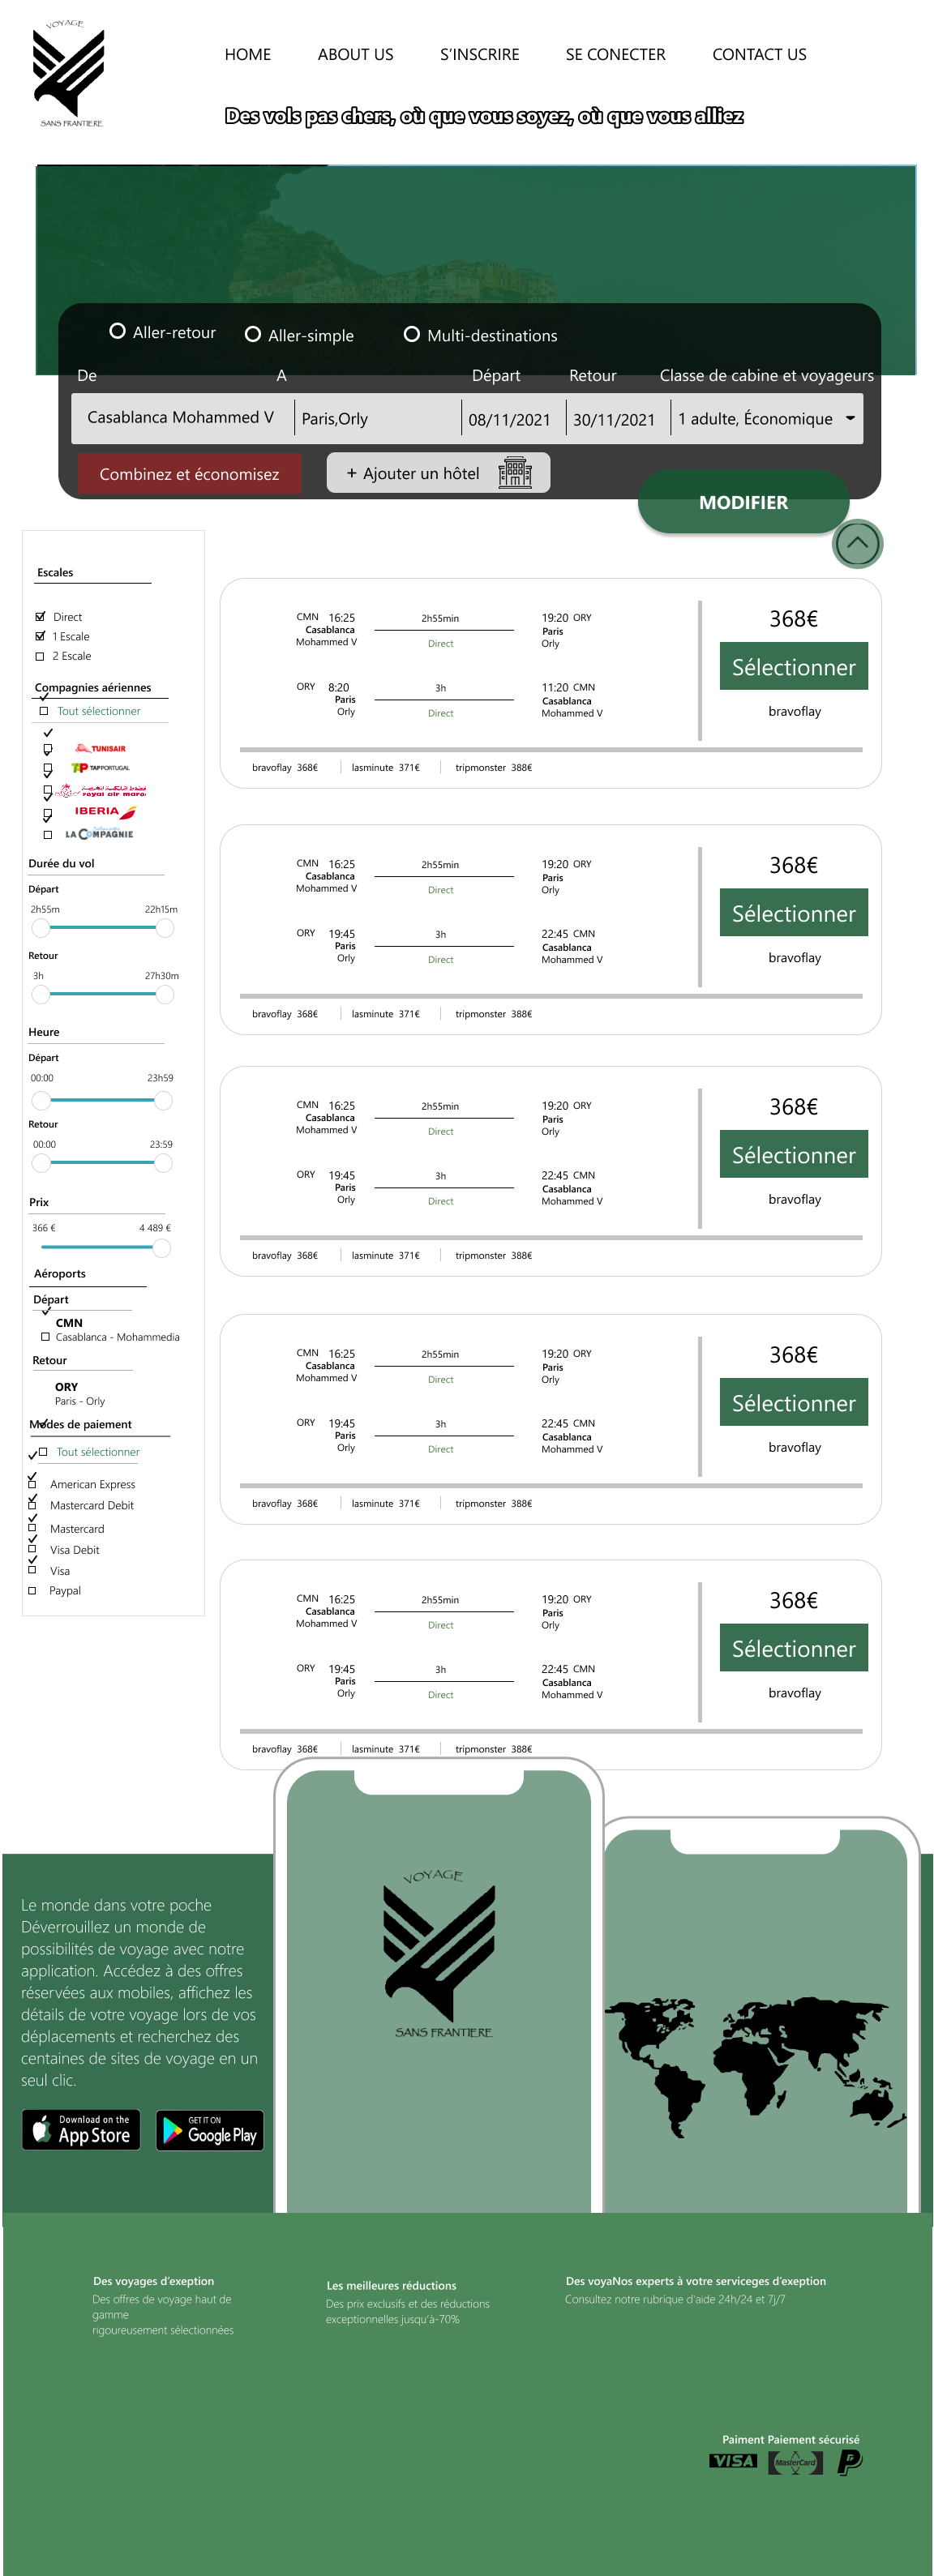 VOYAGE
SANS FRANTIERE
HOME ABOUT US S'INSCRIRE SE CONECTER CONTACT US
Des vols pas chers, où que vous soyez, où que vous alliez
Aller-retour Aller-simple Multi-destinations
De A Départ Retour Classe de cabine et voyageurs
Casablanca Mohammed V Paris,Orly 08/11/2021 30/11/2021 1 adulte, Économique
Combinez et économisez + Ajouter un hôtel
MODIFIER
Escales
Direct
1 Escale
2 Escale
Compagnies aériennes
Tout sélectionner
TUNISAIR
TAP PORTUGAL
royal air maroc
IBERIA
LA COMPAGNIE
Durée du vol
Départ
2h55m 22h15m
Retour
3h 27h30m
Heure
Départ
00:00 23h59
Retour
00:00 23:59
Prix
366 € 4 489 €
Aéroports
Départ
CMN
Casablanca - Mohammedia
Retour
ORY
Paris - Orly
Modes de paiement
Tout sélectionner
American Express
Mastercard Debit
Mastercard
Visa Debit
Visa
Paypal
CMN 16:25 2h55min 19:20 ORY
Casablanca Paris
Mohammed V Direct Orly
ORY 8:20 3h 11:20 CMN
Paris Casablanca
Orly Direct Mohammed V
368€
Sélectionner
bravoflay
bravoflay 368€ lasminute 371€ tripmonster 388€
CMN 16:25 2h55min 19:20 ORY
Casablanca Paris
Mohammed V Direct Orly
ORY 19:45 3h 22:45 CMN
Paris Casablanca
Orly Direct Mohammed V
368€
Sélectionner
bravoflay
bravoflay 368€ lasminute 371€ tripmonster 388€
CMN 16:25 2h55min 19:20 ORY
Casablanca Paris
Mohammed V Direct Orly
ORY 19:45 3h 22:45 CMN
Paris Casablanca
Orly Direct Mohammed V
368€
Sélectionner
bravoflay
bravoflay 368€ lasminute 371€ tripmonster 388€
CMN 16:25 2h55min 19:20 ORY
Casablanca Paris
Mohammed V Direct Orly
ORY 19:45 3h 22:45 CMN
Paris Casablanca
Orly Direct Mohammed V
368€
Sélectionner
bravoflay
bravoflay 368€ lasminute 371€ tripmonster 388€
CMN 16:25 2h55min 19:20 ORY
Casablanca Paris
Mohammed V Direct Orly
ORY 19:45 3h 22:45 CMN
Paris Casablanca
Orly Direct Mohammed V
368€
Sélectionner
bravoflay
bravoflay 368€ lasminute 371€ tripmonster 388€
Le monde dans votre poche
Déverrouillez un monde de
possibilités de voyage avec notre
application. Accédez à des offres
réservées aux mobiles, affichez les
détails de votre voyage lors de vos
déplacements et recherchez des
centaines de sites de voyage en un
seul clic.
Download on the
App Store
GET IT ON
Google Play
VOYAGE
SANS FRANTIERE
Des voyages d'exeption
Des offres de voyage haut de
gamme
rigoureusement sélectionnées
Les meilleures réductions
Des prix exclusifs et des réductions
exceptionnelles jusqu'à-70%
Des voyaNos experts à votre serviceges d'exeption
Consultez notre rubrique d'aide 24h/24 et 7j/7
Paiment Paiement sécurisé
VISA MasterCard P